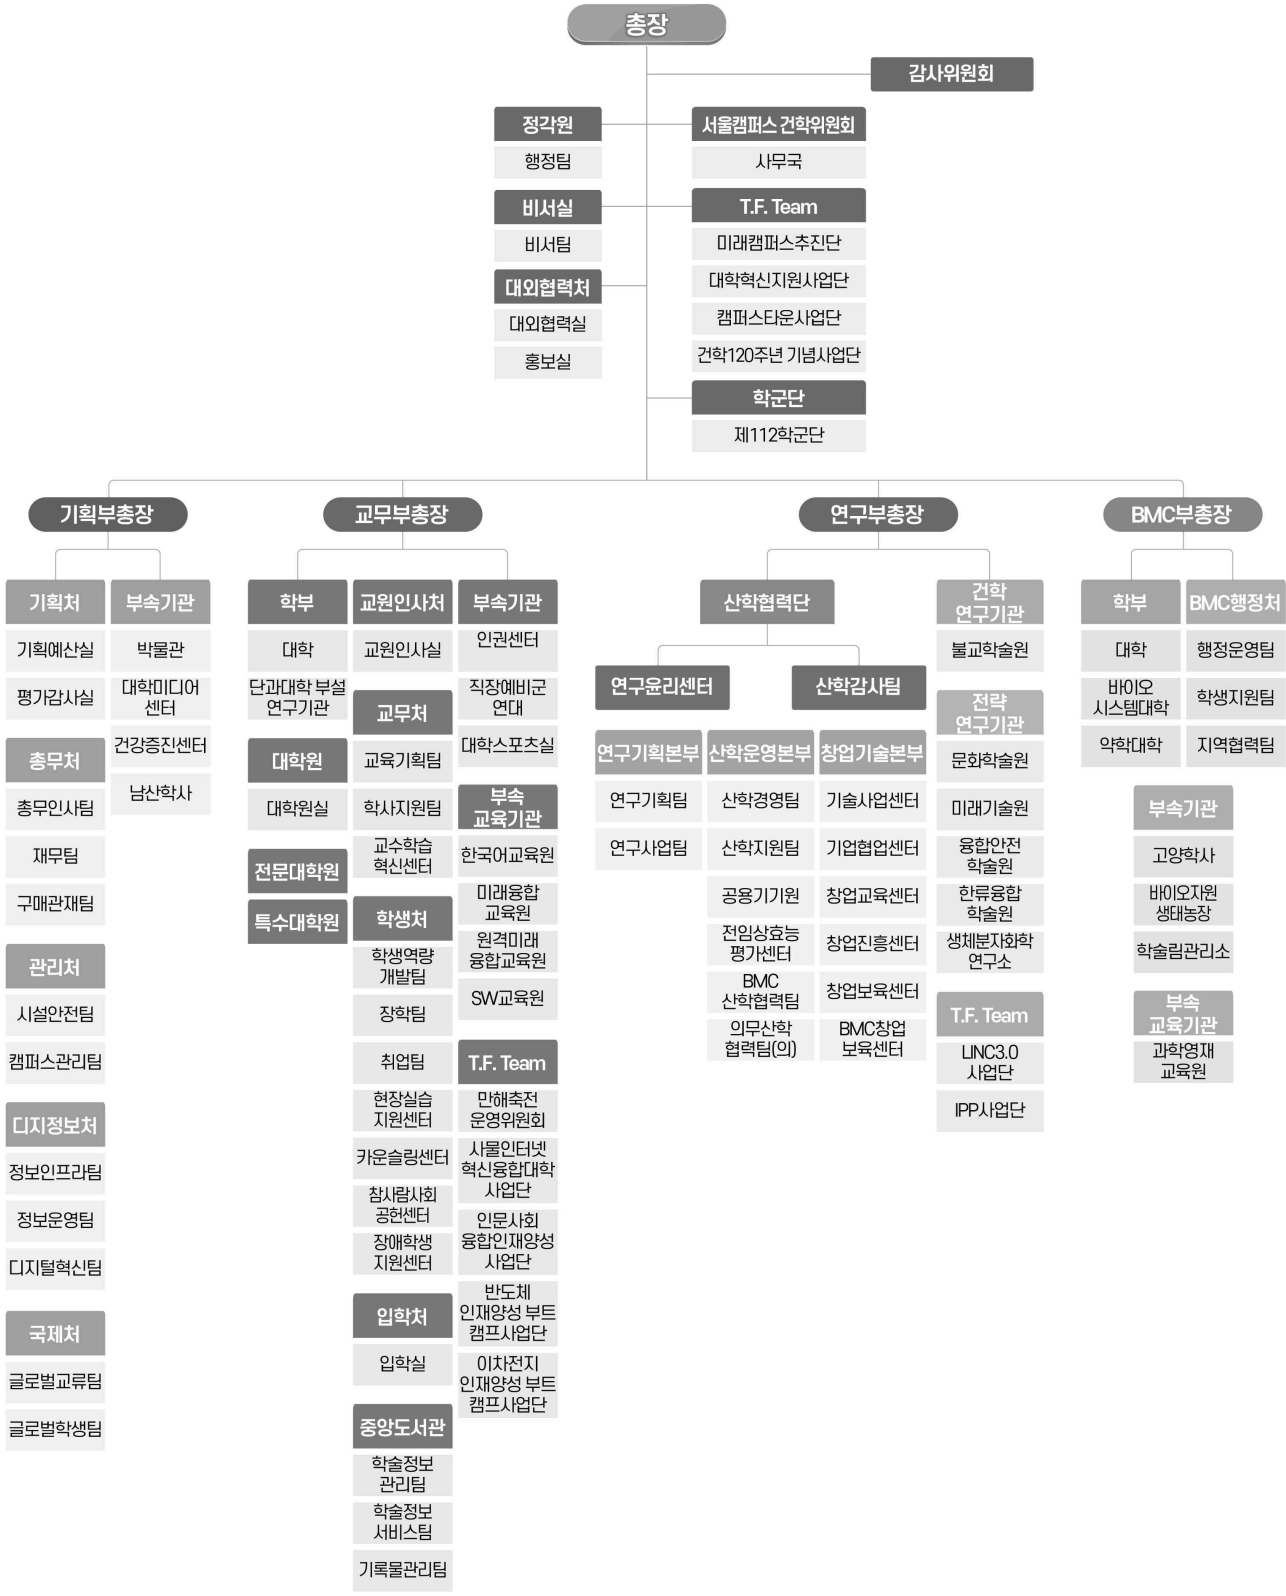 총장
감사위원회
정각원
행정팀
비서실
비서팀
대외협력처
대외협력실
홍보실
서울캠퍼스 건학위원회
사무국
T.F. Team
미래캠퍼스추진단
대학혁신지원사업단
캠퍼스타운사업단
건학120주년 기념사업단
학군단
제112학군단
기획부총장
기획처
기획예산실
평가감사실
총무처
총무인사팀
재무팀
구매관재팀
관리처
시설안전팀
캠퍼스관리팀
디지정보처
정보인프라팀
정보운영팀
디지털혁신팀
국제처
글로벌교류팀
글로벌학생팀
부속기관
박물관
대학미디어
센터
건강증진센터
남산학사
교무부총장
학부
대학
단과대학 부설
연구기관
대학원
대학원실
전문대학원
특수대학원
교원인사처
교원인사실
교무처
교육기획팀
학사지원팀
교수학습
혁신센터
학생처
학생역량
개발팀
장학팀
취업팀
현장실습
지원센터
카운슬링센터
참사람사회
공헌센터
장애학생
지원센터
입학처
입학실
중앙도서관
학술정보
관리팀
학술정보
서비스팀
기록물관리팀
부속기관
인권센터
직장예비군
연대
대학스포츠실
부속
교육기관
한국어교육원
미래융합
교육원
원격미래
융합교육원
SW교육원
T.F. Team
만해축전
운영위원회
사물인터넷
혁신융합대학
사업단
인문사회
융합인재양성
사업단
반도체
인재양성 부트
캠프사업단
이차전지
인재양성 부트
캠프사업단
연구부총장
산학협력단
연구윤리센터
산학감사팀
연구기획본부
연구기획팀
연구사업팀
산학운영본부
산학경영팀
산학지원팀
공용기기원
전임상효능
평가센터
BMC
산학협력팀
의무산학
협력팀(의)
창업기술본부
기술사업센터
기업협업센터
창업교육센터
창업진흥센터
창업보육센터
BMC창업
보육센터
건학
연구기관
불교학술원
전략
연구기관
문화학술원
미래기술원
융합안전
학술원
한류융합
학술원
생체분자화학
연구소
T.F. Team
LINC3.0
사업단
IPP사업단
BMC부총장
학부
대학
바이오
시스템대학
약학대학
BMC행정처
행정운영팀
학생지원팀
지역협력팀
부속기관
고양학사
바이오자원
생태농장
학술림관리소
부속
교육기관
과학영재
교육원